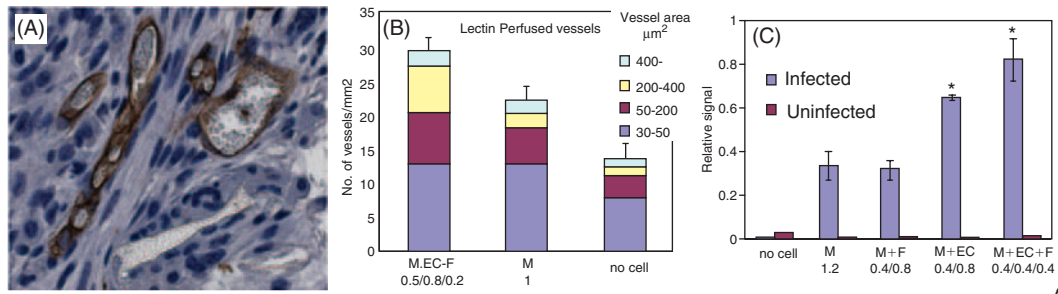 (A)
(B)
Lectin Perfused vessels
Vessel area
μm²
400-
200-400
50-200
30-50
No. of vessels/mm2
35
30
25
20
15
10
5
0
M.EC-F
0.5/0.8/0.2
M
1
no cell
(C)
Infected
Uninfected
Relative signal
1
0.8
0.6
0.4
0.2
0
*
*
no cell
M
1.2
M+F
0.4/0.8
M+EC
0.4/0.8
M+EC+F
0.4/0.4/0.4